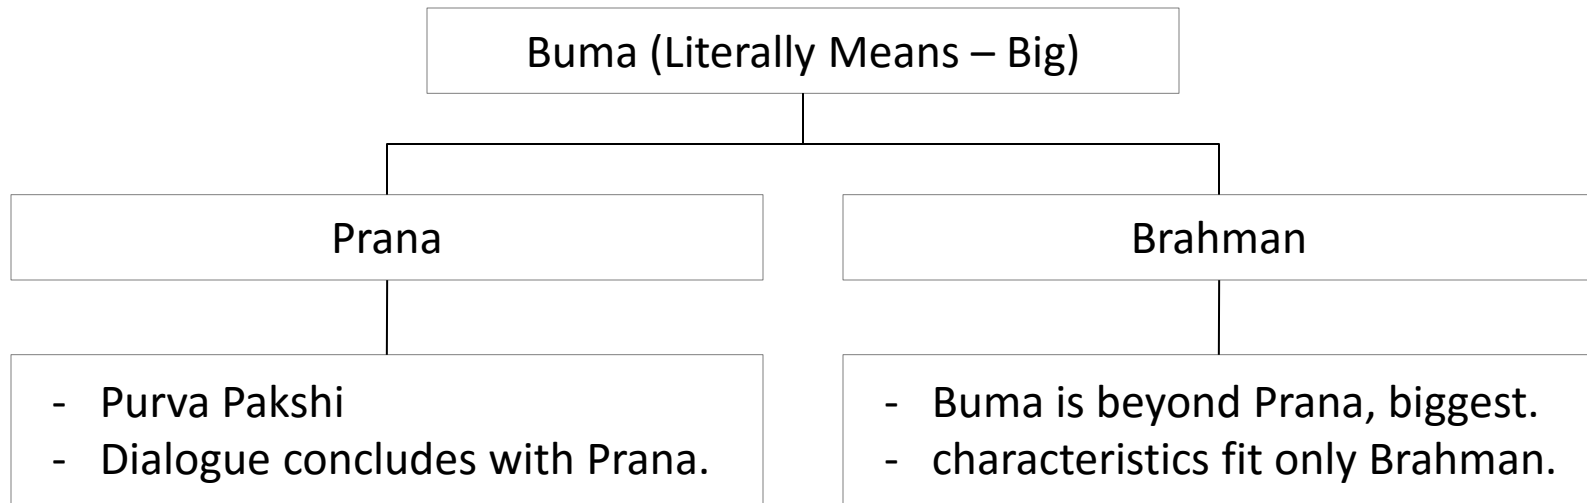 Buma (Literally Means – Big)
Prana
Brahman
- Purva Pakshi
- Dialogue concludes with Prana.
- Buma is beyond Prana, biggest.
- characteristics fit only Brahman.